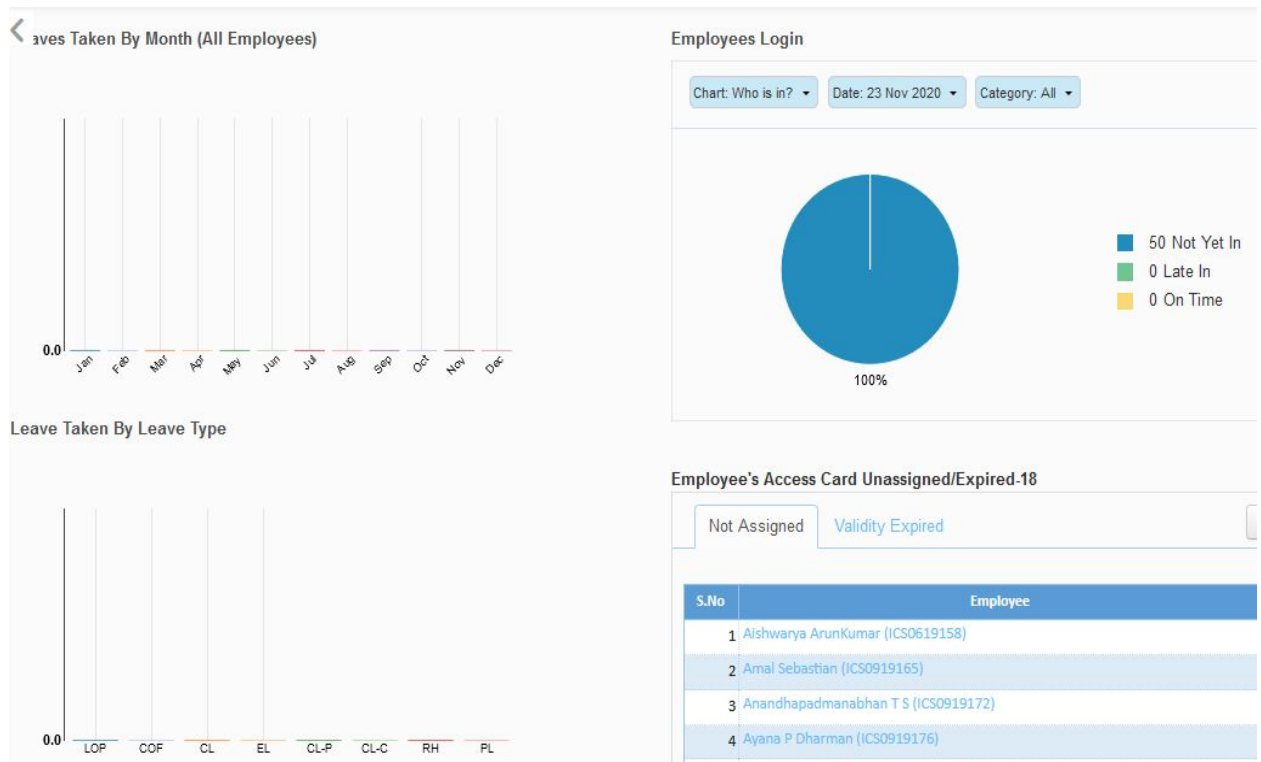 aves Taken By Month (All Employees)
0.0
Jan Feb Mar Apr May Jun Jul Aug Sep Oct Nov Dec
Leave Taken By Leave Type
0.0
LOP COF CL EL CL-P CL-C RH PL
Employees Login
Chart: Who is in? Date: 23 Nov 2020 Category: All
50 Not Yet In
0 Late In
0 On Time
100%
Employee's Access Card Unassigned/Expired-18
Not Assigned Validity Expired
S.No Employee
1 Aishwarya ArunKumar (ICS0619158)
2 Amal Sebastian (ICS0919165)
3 Anandhapadmanabhan T S (ICS0919172)
4 Ayana P Dharman (ICS0919176)